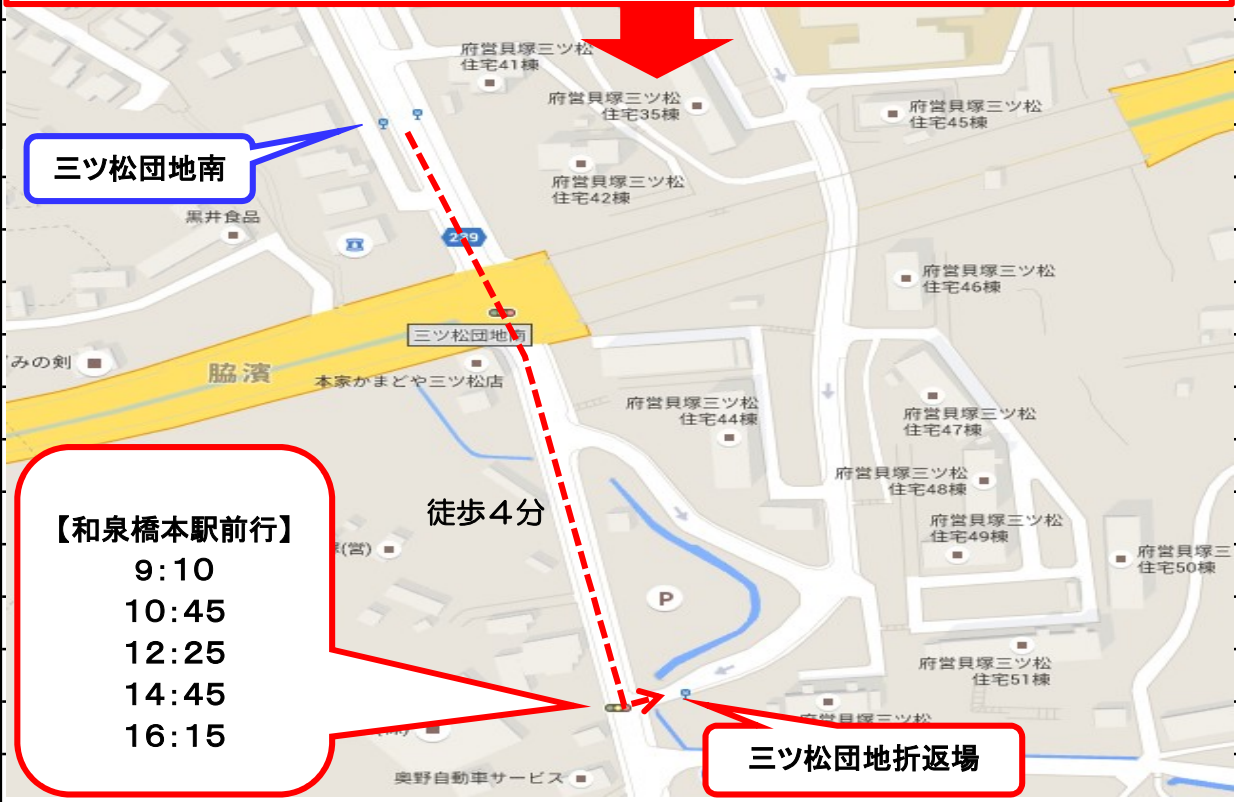 府営貝塚三ツ松
住宅41棟
府営貝塚三ツ松
住宅35棟
府営貝塚三ツ松
住宅45棟
三ツ松団地南
府営貝塚三ツ松
住宅42棟
黒井食品
239
府営貝塚三ツ松
住宅46棟
三ツ松団地南
みの剣
脇濱
本家かまどや三ツ松店
府営貝塚三ツ松
住宅44棟
府営貝塚三ツ松
住宅47棟
府営貝塚三ツ松
住宅48棟
徒歩4分
府営貝塚三ツ松
住宅49棟
(営)
府営貝塚三
住宅50棟
【和泉橋本駅前行】
9:10
10:45
12:25
14:45
16:15
P
府営貝塚三ツ松
住宅51棟
府営貝塚三ツ松
三ツ松団地折返場
奥野自動車サービス